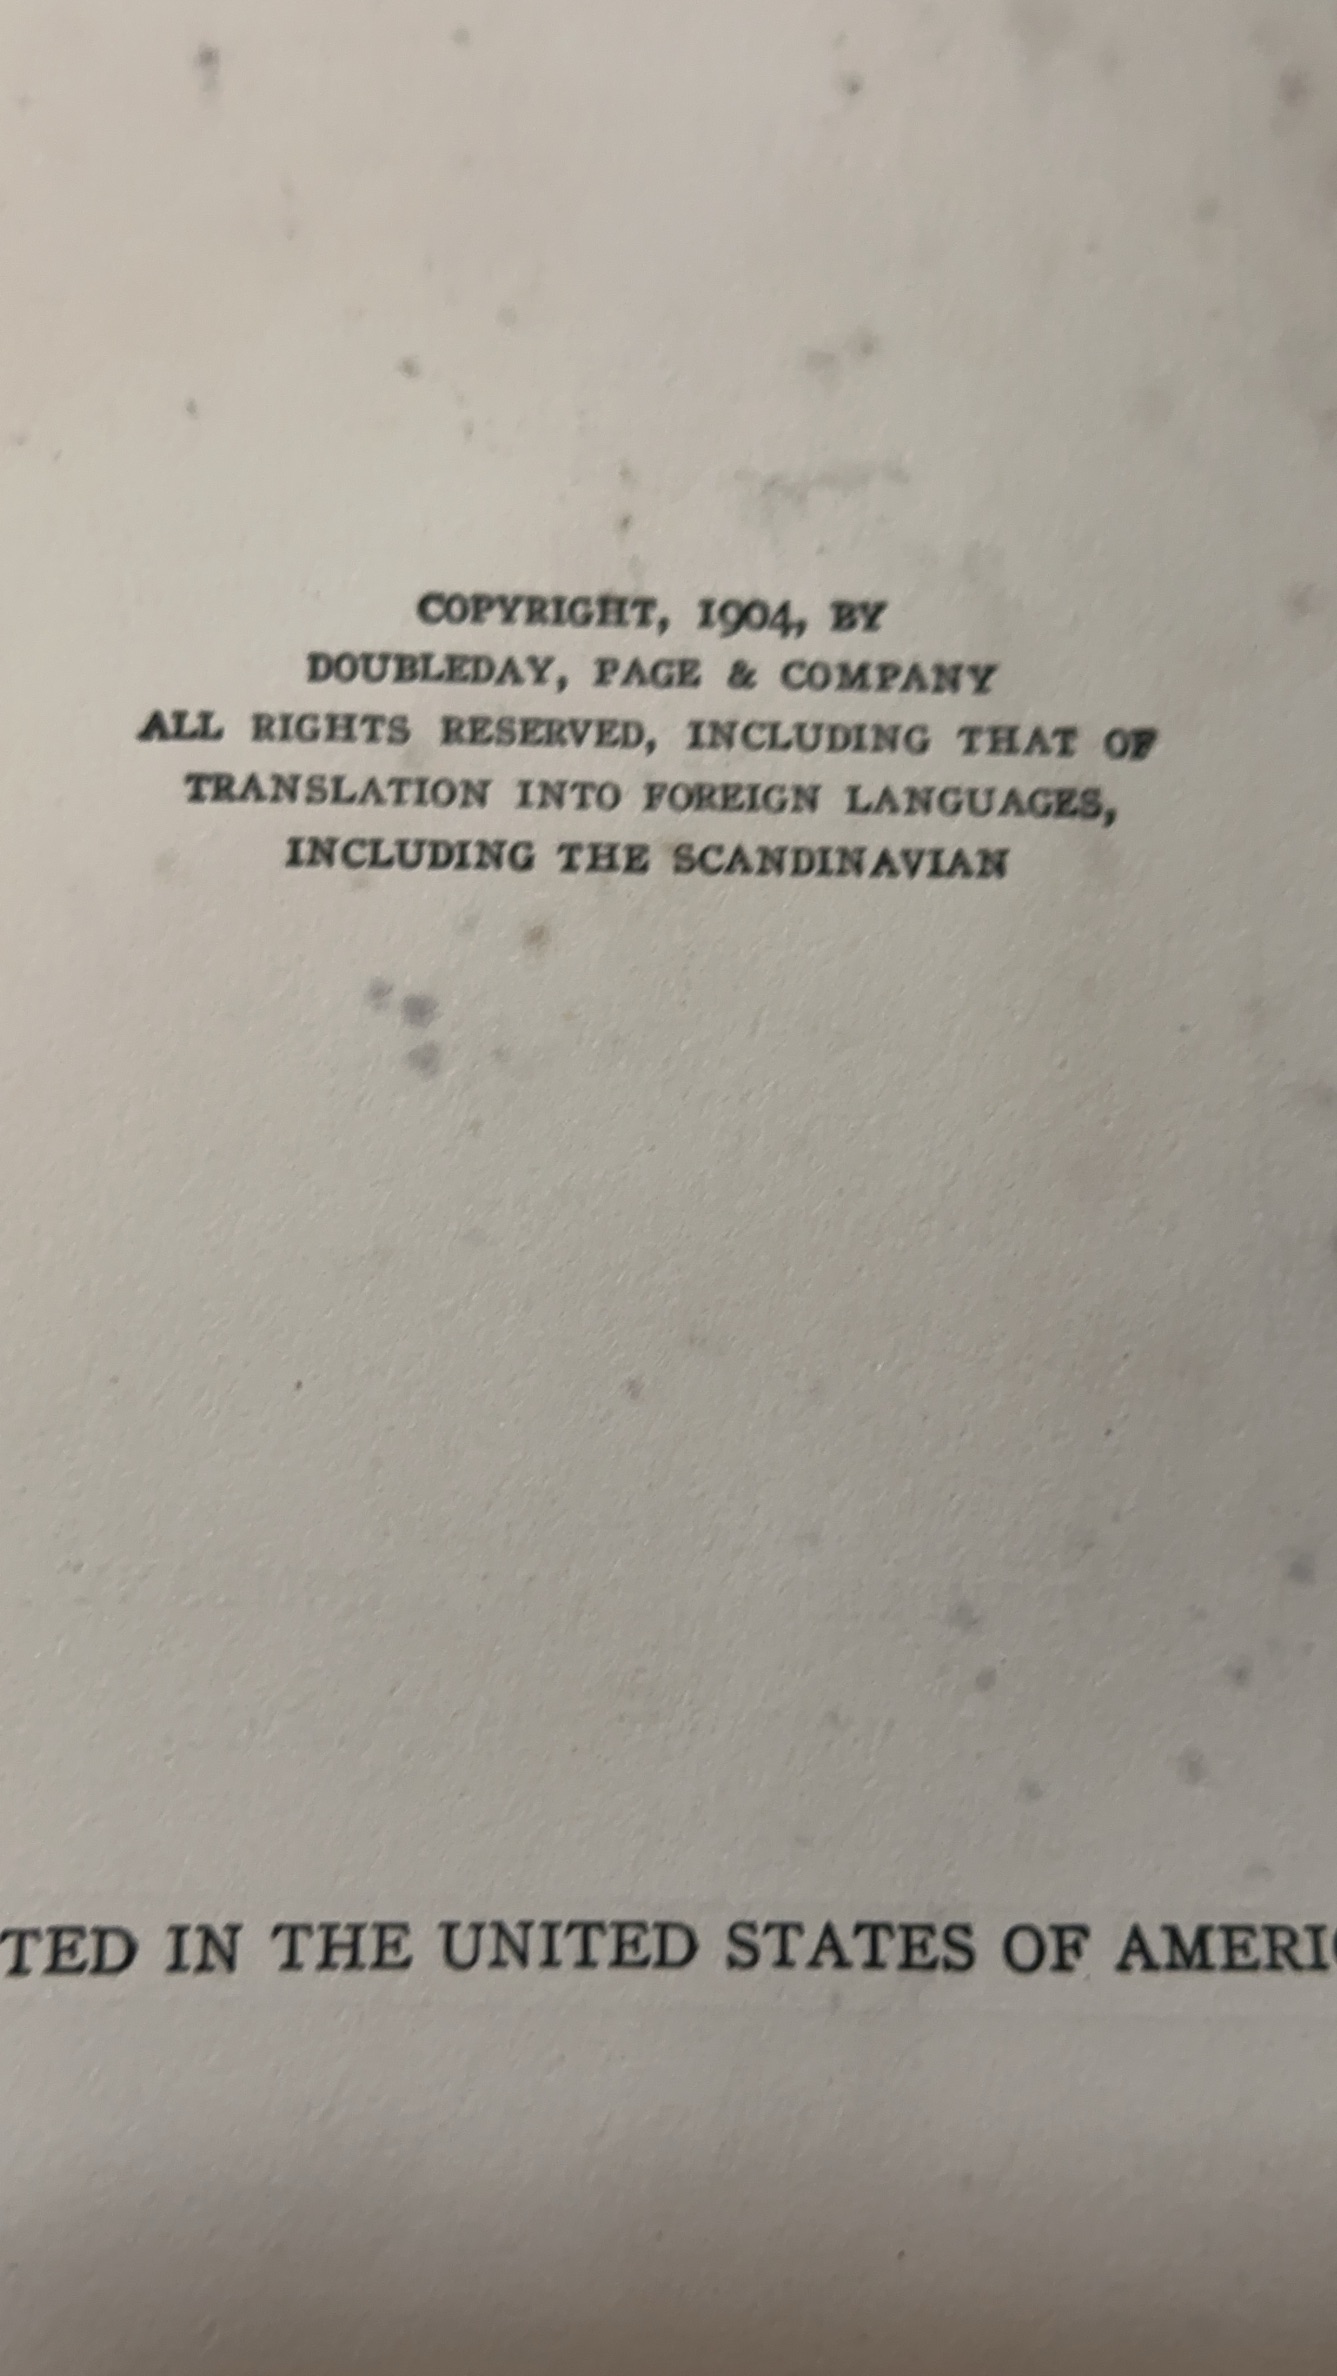 COPYRIGHT, 1904, BY
DOUBLEDAY, PAGE & COMPANY
ALL RIGHTS RESERVED, INCLUDING THAT OF
TRANSLATION INTO FOREIGN LANGUAGES,
INCLUDING THE SCANDINAVIAN
TED IN THE UNITED STATES OF AMERIC